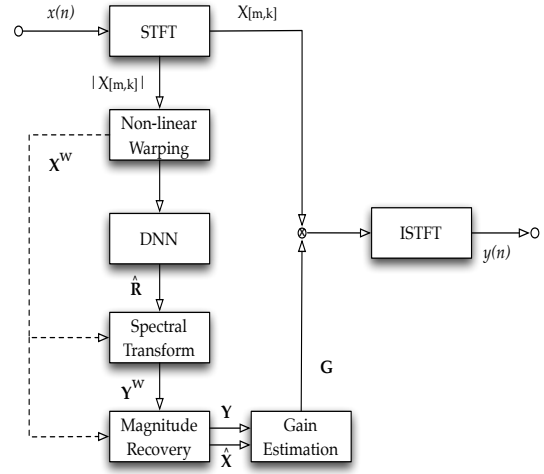 x(n)
STFT
X[m,k]
|X[m,k]|
Non-linear
Warping
X^W
DNN
ISTFT
y(n)
R̂
Spectral
Transform
G
Y^W
Magnitude
Recovery
Y
X̂
Gain
Estimation